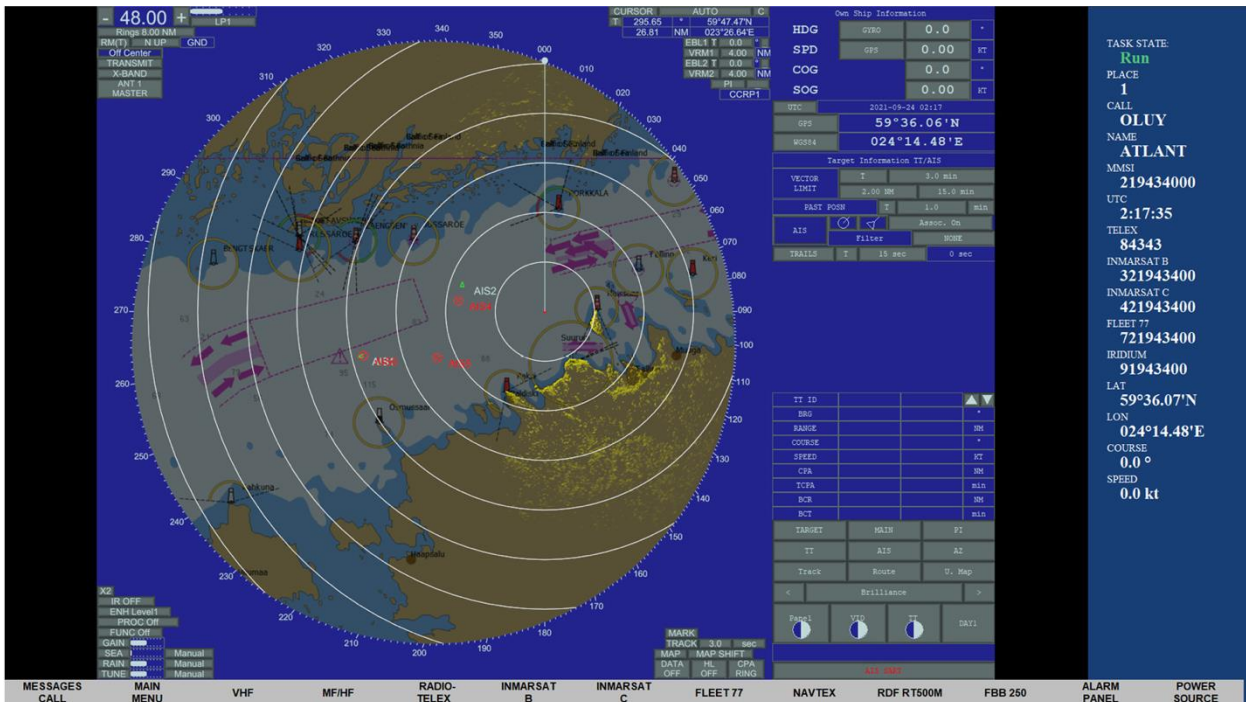 - 48.00 +
LP1
Rings 8.00 NM
RM(T) N UP GND
Off Center
TRANSMIT
X-BAND
ANT 1
MASTER
CURSOR AUTO C
T 295.65 ° 59°47.47'N
26.81 NM 023°26.64'E
EBL1 T 0.0 °
VRM1 4.00 NM
EBL2 T 0.0 °
VRM2 4.00 NM
PI
CCRP1
000
010
020
030
040
050
060
070
080
090
100
110
120
130
140
150
160
170
180
190
200
210
220
230
240
250
260
270
280
290
300
310
320
330
340
350
PORKKALA
BENGTSKAER
AIS2
AIS1
Keri
Suurupi
Osmussaar
Haapsalu
24
63
95
115
X2
IR OFF
ENH Level1
PROC Off
FUNC Off
GAIN
SEA Manual
RAIN Manual
TUNE Manual
MARK
TRACK 3.0 sec
MAP MAP SHIFT
DATA OFF HL OFF CPA RING
Own Ship Information
HDG GYRO 0.0 °
SPD GPS 0.00 KT
COG 0.0 °
SOG 0.00 KT
UTC 2021-09-24 02:17
GPS 59°36.06'N
WGS84 024°14.48'E
Target Information TT/AIS
VECTOR LIMIT T 3.0 min
2.00 NM 15.0 min
PAST POSN T 1.0 min
AIS Assoc. On
Filter NONE
TRAILS T 15 sec 0 sec
TT ID
BRG °
RANGE NM
COURSE °
SPEED KT
CPA NM
TCPA min
BCR NM
BCT min
TARGET MAIN PI
TT AIS AZ
Track Route U. Map
< Brilliance >
Panel VID TT DAY1
AIS SART
TASK STATE:
Run
PLACE
1
CALL
OLUY
NAME
ATLANT
MMSI
219434000
UTC
2:17:35
TELEX
84343
INMARSAT B
321943400
INMARSAT C
421943400
FLEET 77
721943400
IRIDIUM
91943400
LAT
59°36.07'N
LON
024°14.48'E
COURSE
0.0 °
SPEED
0.0 kt
MESSAGES CALL
MAIN MENU
VHF
MF/HF
RADIO-TELEX
INMARSAT B
INMARSAT C
FLEET 77
NAVTEX
RDF RT500M
FBB 250
ALARM PANEL
POWER SOURCE